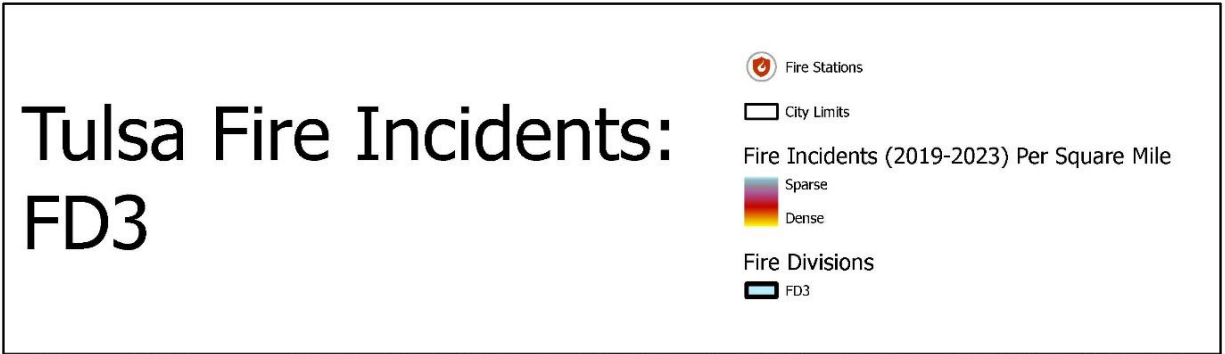 Tulsa Fire Incidents:
FD3
Fire Stations
City Limits
Fire Incidents (2019-2023) Per Square Mile
Sparse
Dense
Fire Divisions
FD3